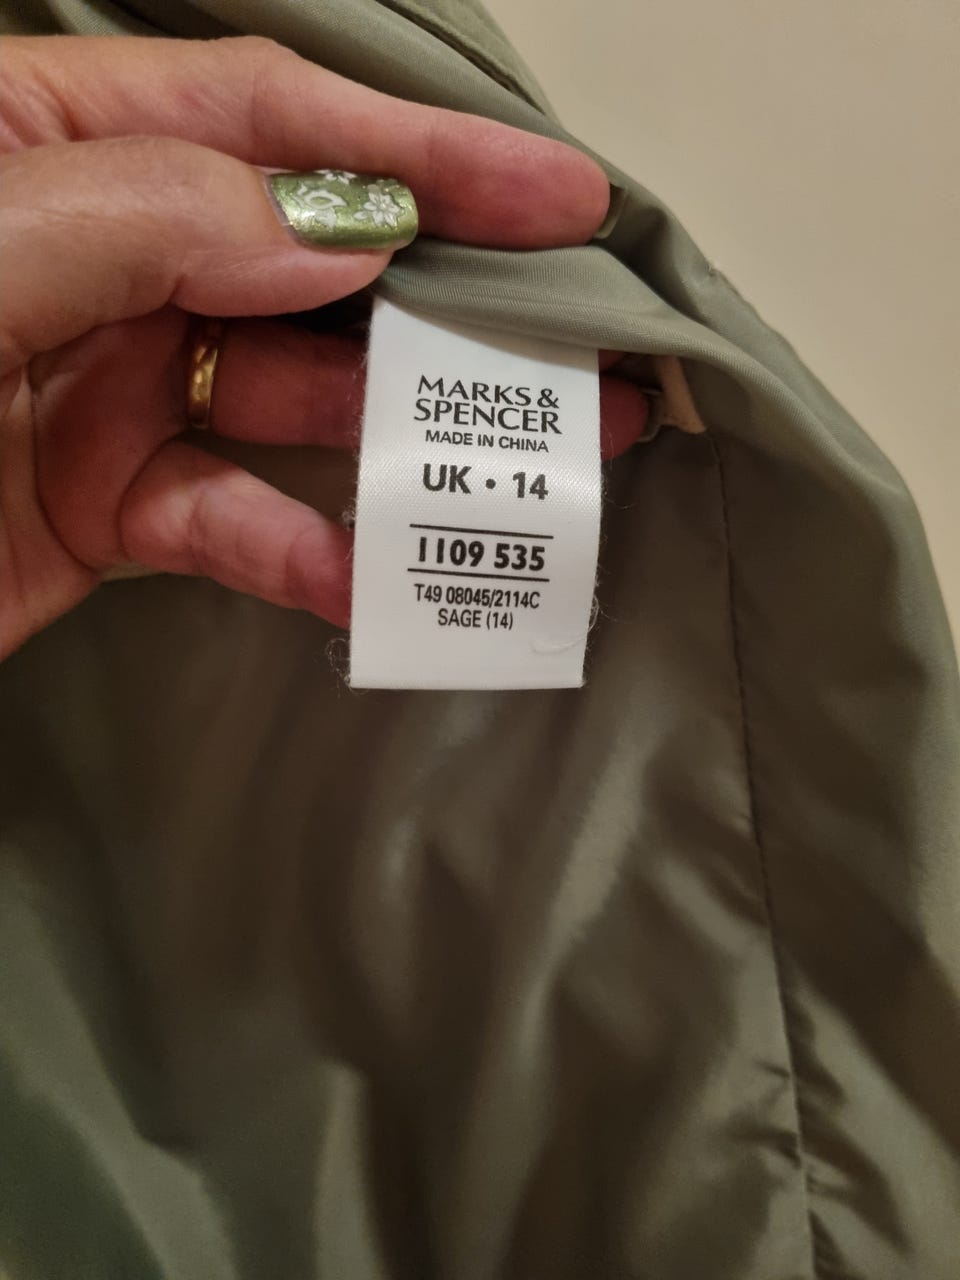 MARKS &
SPENCER
MADE IN CHINA
UK • 14
1109 535
T49 08045/2114C
SAGE (14)